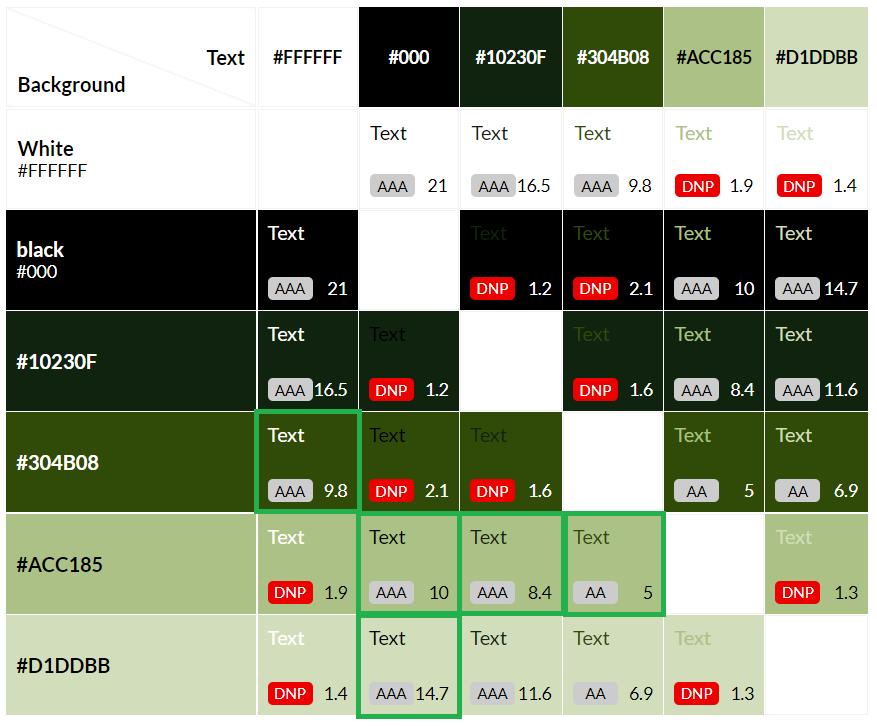 Text
Background
#FFFFFF #000 #10230F #304B08 #ACC185 #D1DDBB
White
#FFFFFF
Text Text Text Text Text
AAA 21 AAA 16.5 AAA 9.8 DNP 1.9 DNP 1.4
black
#000
Text Text Text Text Text
AAA 21 DNP 1.2 DNP 2.1 AAA 10 AAA 14.7
#10230F
Text Text Text Text Text
AAA 16.5 DNP 1.2 DNP 1.6 AAA 8.4 AAA 11.6
#304B08
Text Text Text Text Text
AAA 9.8 DNP 2.1 DNP 1.6 AA 5 AA 6.9
#ACC185
Text Text Text Text Text
DNP 1.9 AAA 10 AAA 8.4 AA 5 DNP 1.3
#D1DDBB
Text Text Text Text Text
DNP 1.4 AAA 14.7 AAA 11.6 AA 6.9 DNP 1.3